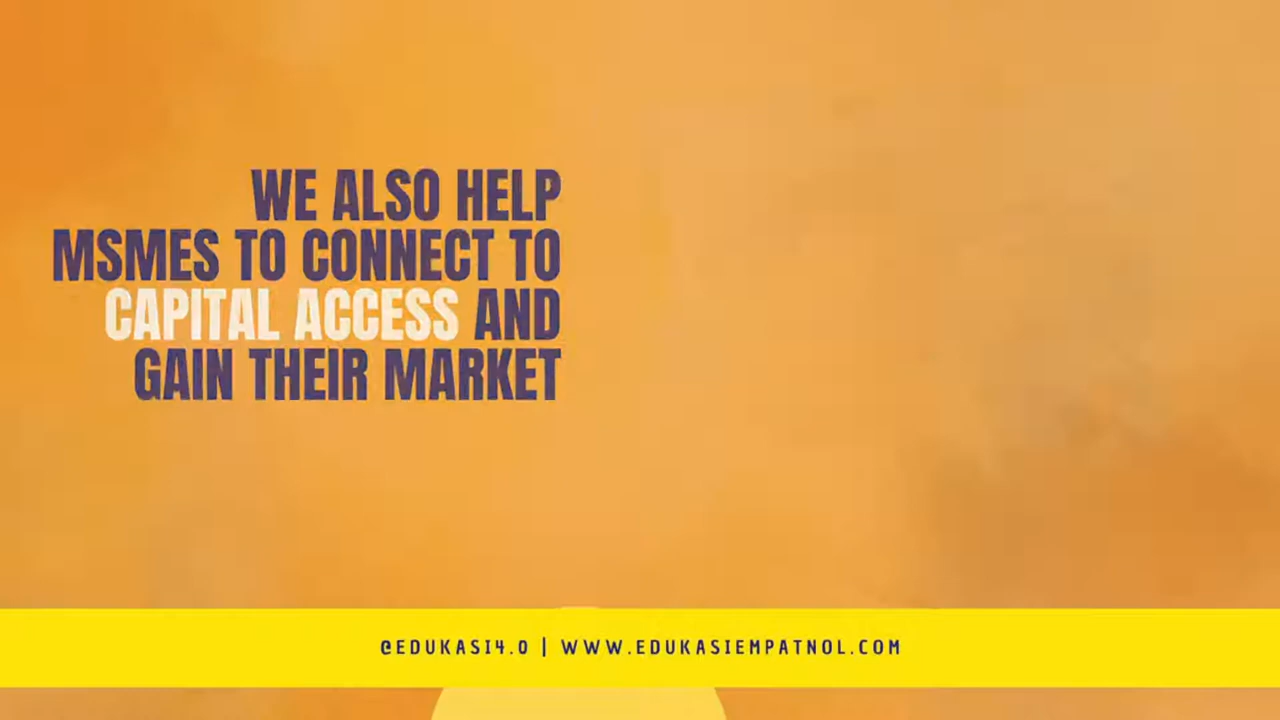 WE ALSO HELP
MSMES TO CONNECT TO
CAPITAL ACCESS AND
GAIN THEIR MARKET
@EDUKASI4.0 | WWW.EDUKASIEMPATNOL.COM